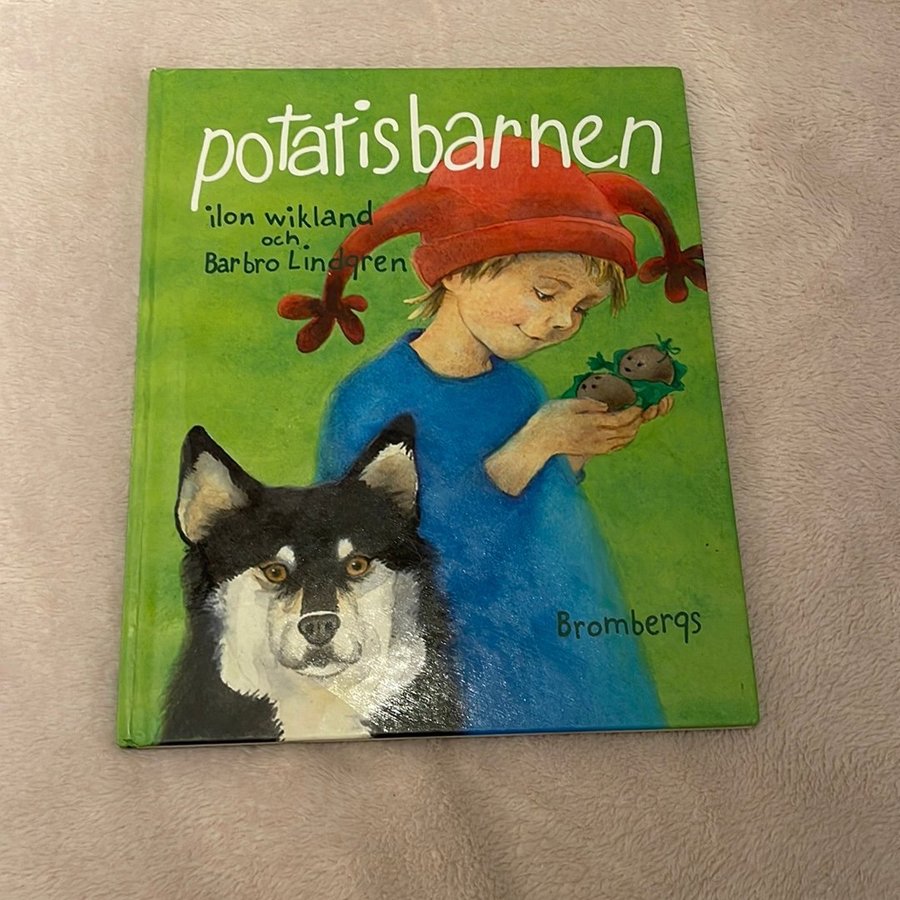 potatisbarnen
ilon wikland
och
Barbro Lindgren
Brombergs